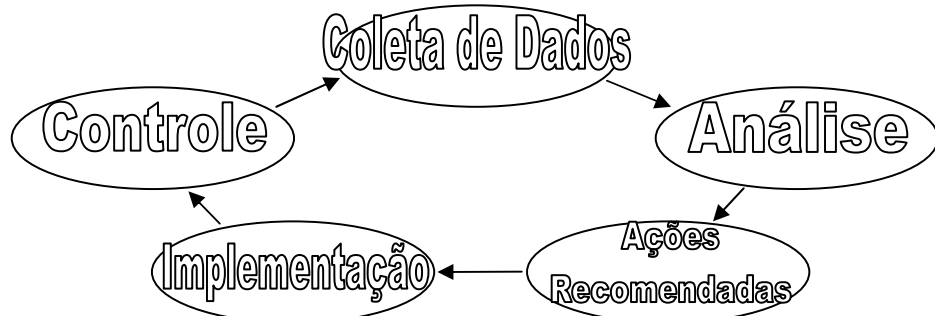 Coleta de Dados
Controle
Análise
Implementação
Ações
Recomendadas